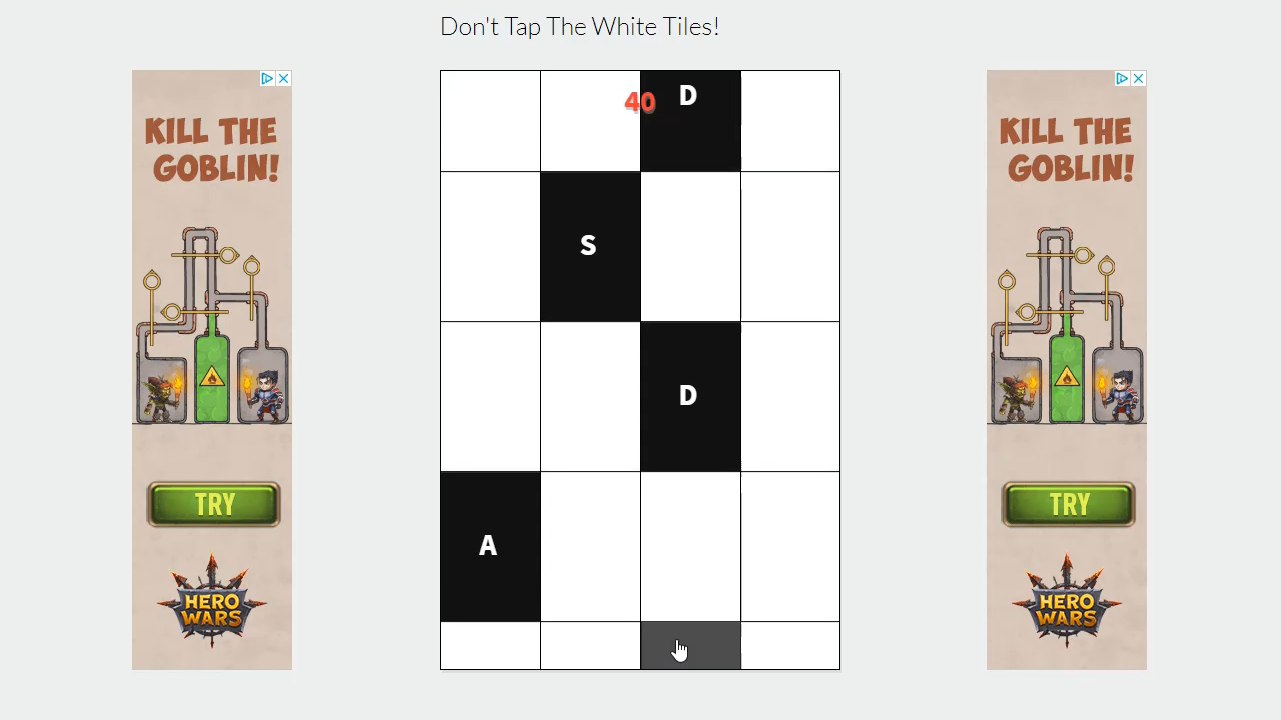 Don't Tap The White Tiles!
KILL THE
GOBLIN!
TRY
HERO
WARS
40
D
S
D
A
KILL THE
GOBLIN!
TRY
HERO
WARS